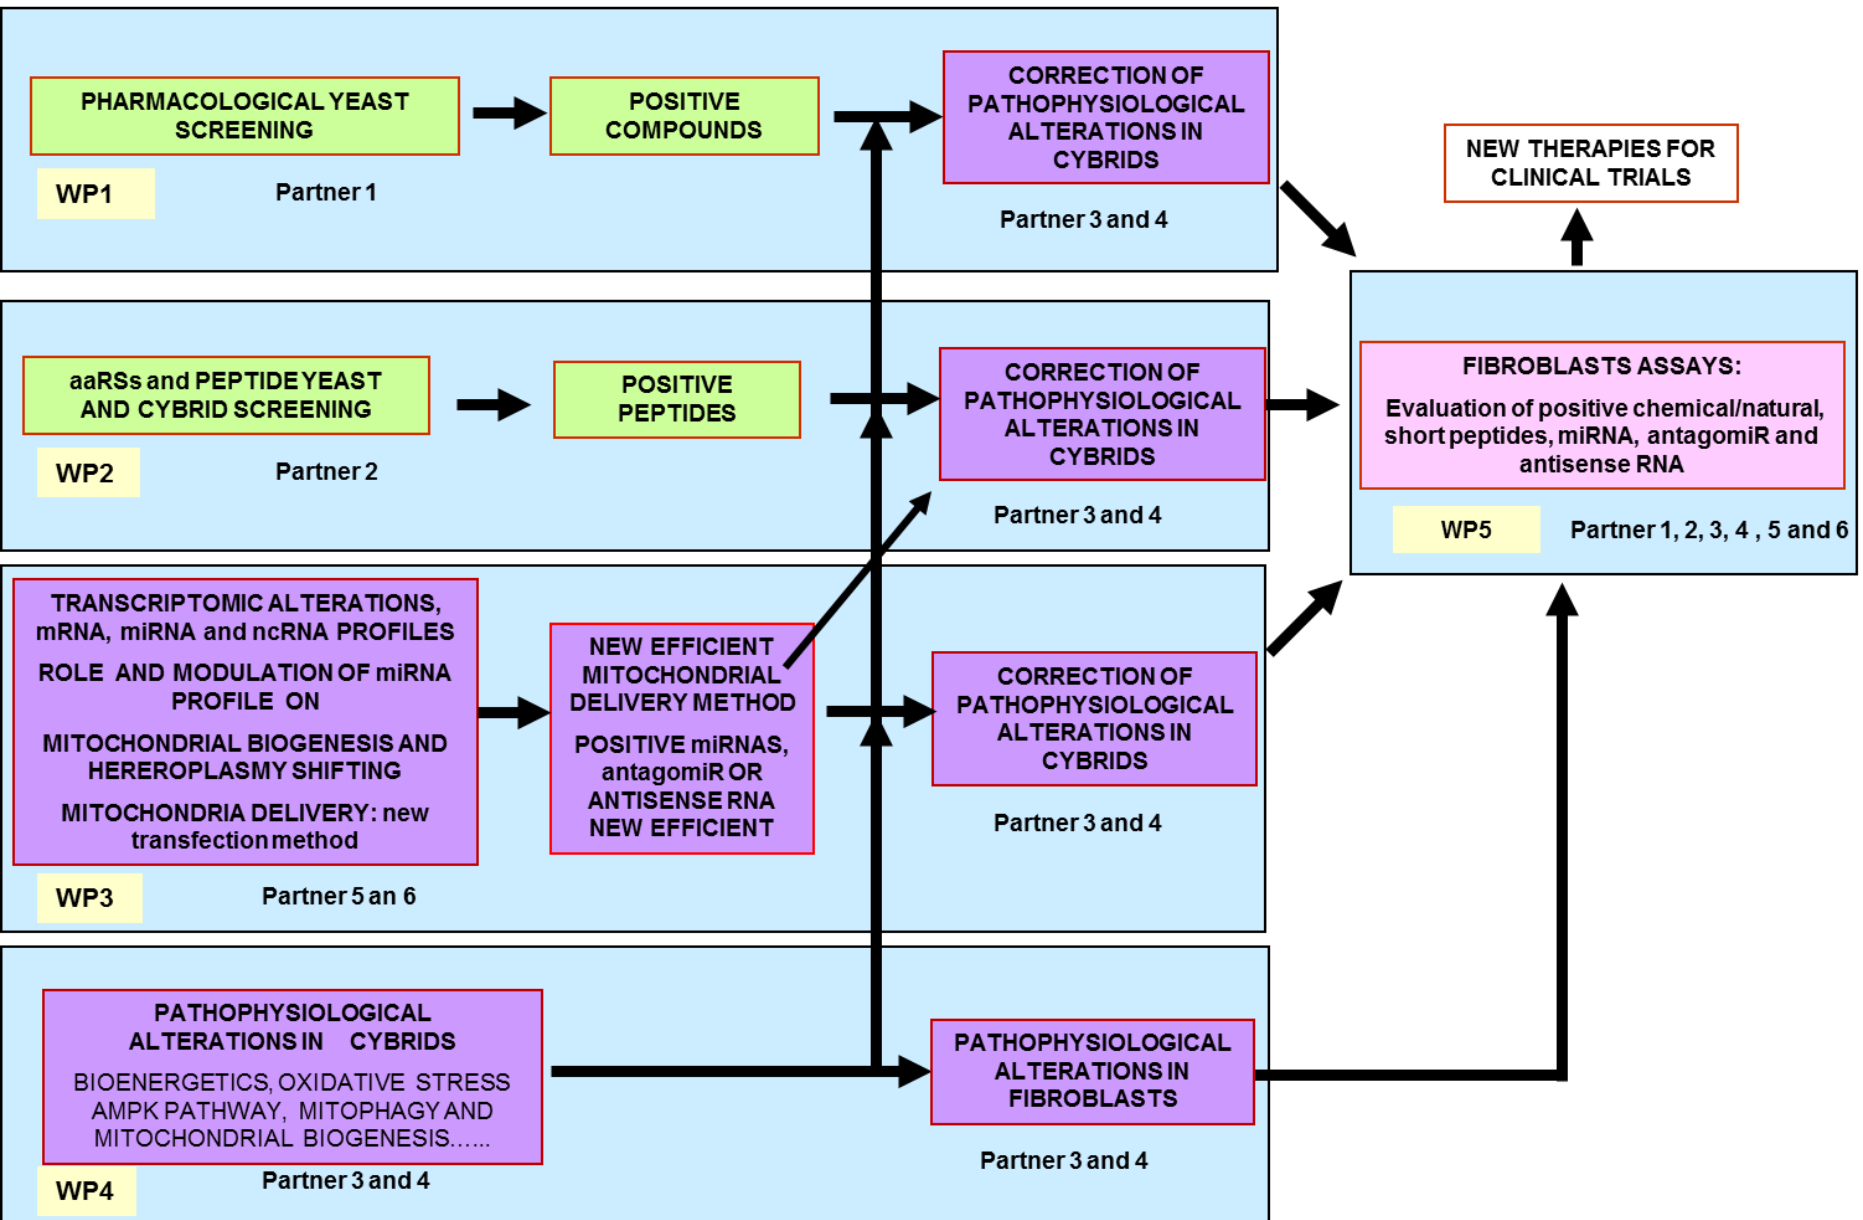 PHARMACOLOGICAL YEAST
SCREENING
POSITIVE
COMPOUNDS
CORRECTION OF
PATHOPHYSIOLOGICAL
ALTERATIONS IN
CYBRIDS
WP1
Partner 1
Partner 3 and 4
NEW THERAPIES FOR
CLINICAL TRIALS
aaRSs and PEPTIDE YEAST
AND CYBRID SCREENING
POSITIVE
PEPTIDES
CORRECTION OF
PATHOPHYSIOLOGICAL
ALTERATIONS IN
CYBRIDS
WP2
Partner 2
Partner 3 and 4
FIBROBLASTS ASSAYS:
Evaluation of positive chemical/natural,
short peptides, miRNA, antagomiR and
antisense RNA
WP5
Partner 1, 2, 3, 4 , 5 and 6
TRANSCRIPTOMIC ALTERATIONS,
mRNA, miRNA and ncRNA PROFILES
ROLE AND MODULATION OF miRNA
PROFILE ON
MITOCHONDRIAL BIOGENESIS AND
HEREROPLASMY SHIFTING
MITOCHONDRIA DELIVERY: new
transfection method
NEW EFFICIENT
MITOCHONDRIAL
DELIVERY METHOD
POSITIVE miRNAS,
antagomiR OR
ANTISENSE RNA
NEW EFFICIENT
CORRECTION OF
PATHOPHYSIOLOGICAL
ALTERATIONS IN
CYBRIDS
WP3
Partner 5 an 6
Partner 3 and 4
PATHOPHYSIOLOGICAL
ALTERATIONS IN CYBRIDS
BIOENERGETICS, OXIDATIVE STRESS
AMPK PATHWAY, MITOPHAGY AND
MITOCHONDRIAL BIOGENESIS…...
PATHOPHYSIOLOGICAL
ALTERATIONS IN
FIBROBLASTS
WP4
Partner 3 and 4
Partner 3 and 4